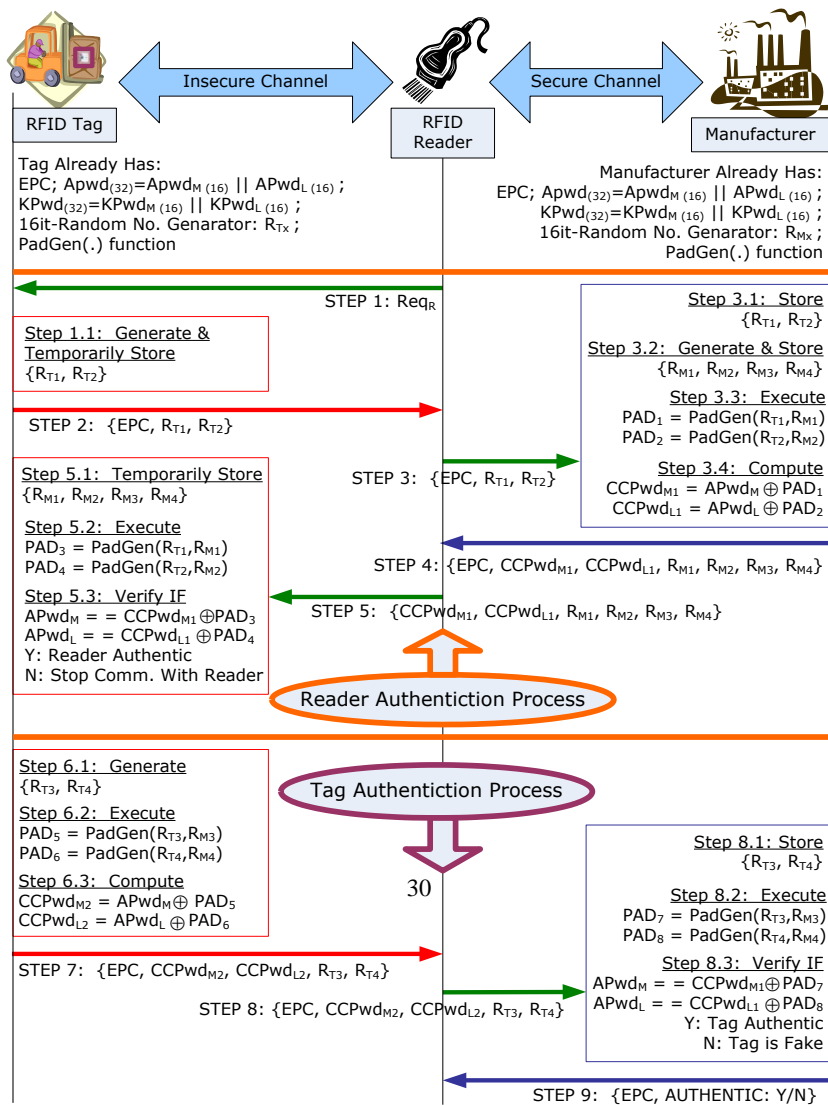 Insecure Channel
Secure Channel
RFID Tag
RFID
Reader
Manufacturer
Tag Already Has:
EPC; Apwd(32)=ApwdM (16) || APwdL (16) ;
KPwd(32)=KPwdM (16) || KPwdL (16) ;
16it-Random No. Genarator: RTx ;
PadGen(.) function
Manufacturer Already Has:
EPC; Apwd(32)=ApwdM (16) || APwdL (16) ;
KPwd(32)=KPwdM (16) || KPwdL (16) ;
16it-Random No. Genarator: RMx ;
PadGen(.) function
STEP 1: ReqR
Step 1.1: Generate &
Temporarily Store
{RT1, RT2}
STEP 2: {EPC, RT1, RT2}
Step 3.1: Store
{RT1, RT2}
Step 3.2: Generate & Store
{RM1, RM2, RM3, RM4}
Step 3.3: Execute
PAD1 = PadGen(RT1,RM1)
PAD2 = PadGen(RT2,RM2)
Step 3.4: Compute
CCPwdM1 = APwdM ⊕ PAD1
CCPwdL1 = APwdL ⊕ PAD2
STEP 3: {EPC, RT1, RT2}
STEP 4: {EPC, CCPwdM1, CCPwdL1, RM1, RM2, RM3, RM4}
Step 5.1: Temporarily Store
{RM1, RM2, RM3, RM4}
Step 5.2: Execute
PAD3 = PadGen(RT1,RM1)
PAD4 = PadGen(RT2,RM2)
Step 5.3: Verify IF
APwdM = = CCPwdM1 ⊕PAD3
APwdL = = CCPwdL1 ⊕PAD4
Y: Reader Authentic
N: Stop Comm. With Reader
STEP 5: {CCPwdM1, CCPwdL1, RM1, RM2, RM3, RM4}
Reader Authentiction Process
Tag Authentiction Process
Step 6.1: Generate
{RT3, RT4}
Step 6.2: Execute
PAD5 = PadGen(RT3,RM3)
PAD6 = PadGen(RT4,RM4)
Step 6.3: Compute
CCPwdM2 = APwdM⊕ PAD5
CCPwdL2 = APwdL ⊕ PAD6
30
STEP 7: {EPC, CCPwdM2, CCPwdL2, RT3, RT4}
Step 8.1: Store
{RT3, RT4}
Step 8.2: Execute
PAD7 = PadGen(RT3,RM3)
PAD8 = PadGen(RT4,RM4)
Step 8.3: Verify IF
APwdM = = CCPwdM1⊕PAD7
APwdL = = CCPwdL1 ⊕PAD8
Y: Tag Authentic
N: Tag is Fake
STEP 8: {EPC, CCPwdM2, CCPwdL2, RT3, RT4}
STEP 9: {EPC, AUTHENTIC: Y/N}